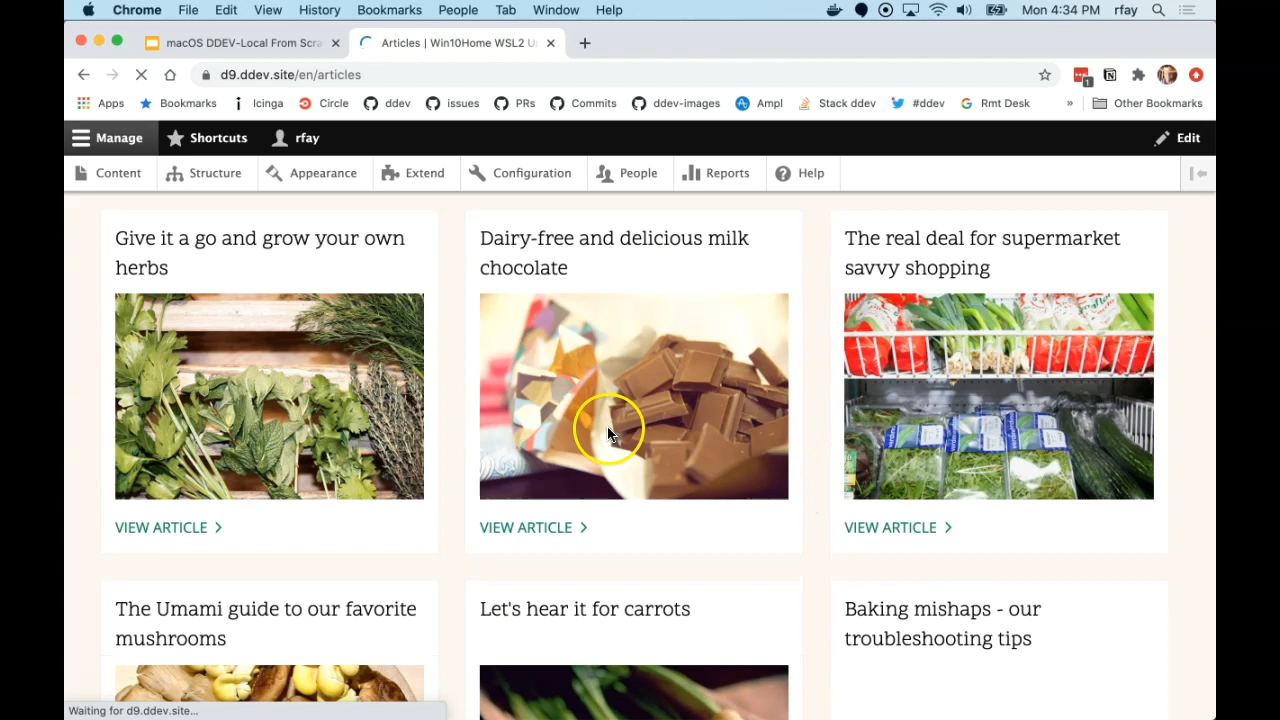 Chrome File Edit View History Bookmarks People Tab Window Help Mon 4:34 PM rfay
macOS DDEV-Local From Scra Articles | Win10Home WSL2 U
d9.ddev.site/en/articles 1
Apps Bookmarks Icinga Circle ddev issues PRs Commits ddev-images Ampl Stack ddev #ddev Rmt Desk » Other Bookmarks
Manage Shortcuts rfay Edit
Content Structure Appearance Extend Configuration People Reports Help
Give it a go and grow your own
herbs
Dairy-free and delicious milk
chocolate
The real deal for supermarket
savvy shopping
VIEW ARTICLE
VIEW ARTICLE
VIEW ARTICLE
The Umami guide to our favorite
mushrooms
Let's hear it for carrots
Baking mishaps - our
troubleshooting tips
Waiting for d9.ddev.site...